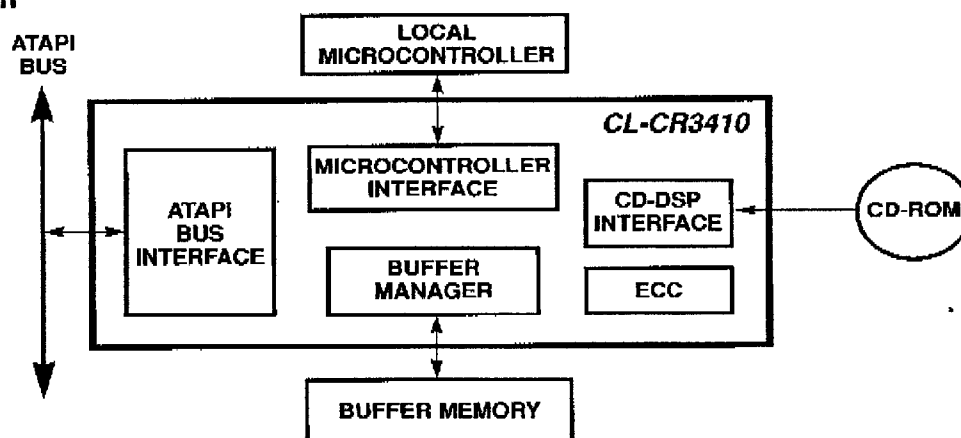 ATAPI
BUS
LOCAL
MICROCONTROLLER
CL-CR3410
MICROCONTROLLER
INTERFACE
ATAPI
BUS
INTERFACE
CD-DSP
INTERFACE
CD-ROM
BUFFER
MANAGER
ECC
BUFFER MEMORY